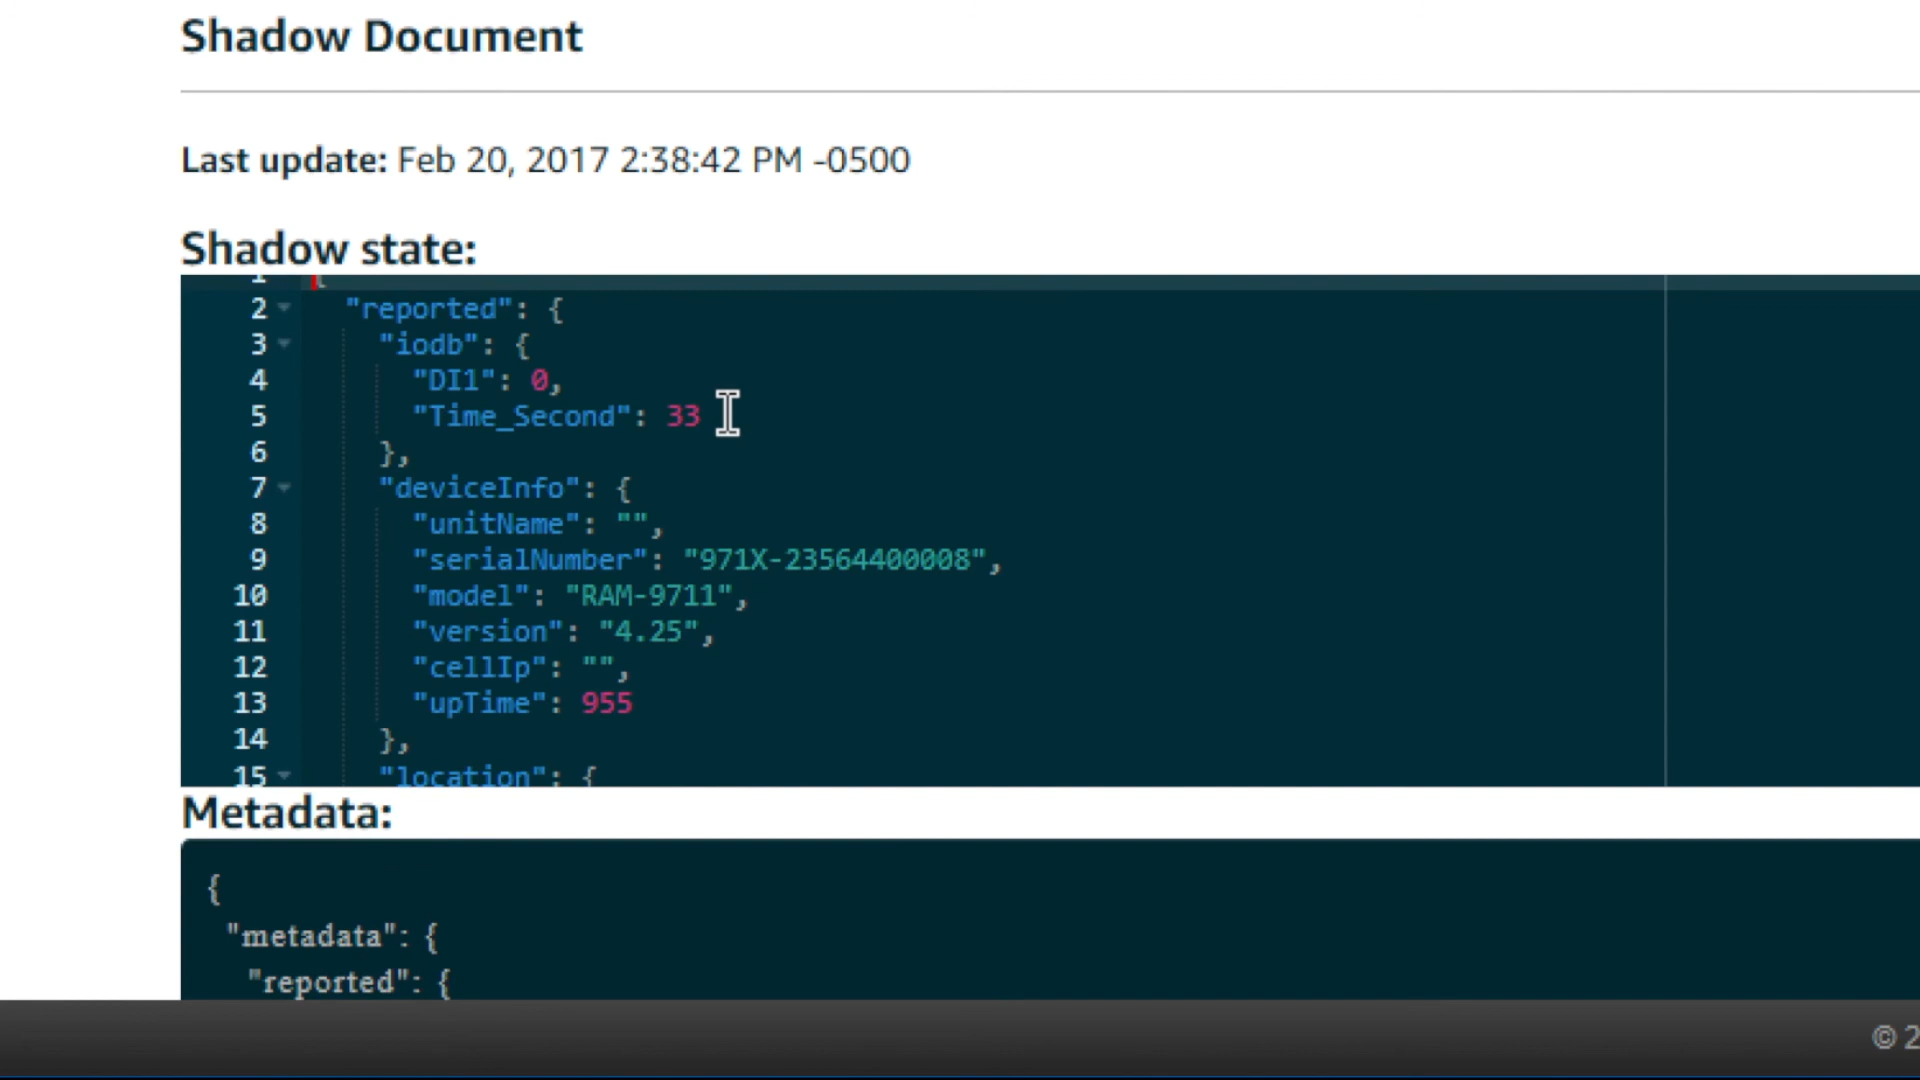 Shadow Document
Last update: Feb 20, 2017 2:38:42 PM -0500
Shadow state:
1 {
2 "reported": {
3 "iodb": {
4 "DI1": 0,
5 "Time_Second": 33
6 },
7 "deviceInfo": {
8 "unitName": "",
9 "serialNumber": "971X-23564400008",
10 "model": "RAM-9711",
11 "version": "4.25",
12 "cellIp": "",
13 "upTime": 955
14 },
15 "location": {
Metadata:
{
"metadata": {
"reported": {
© 2